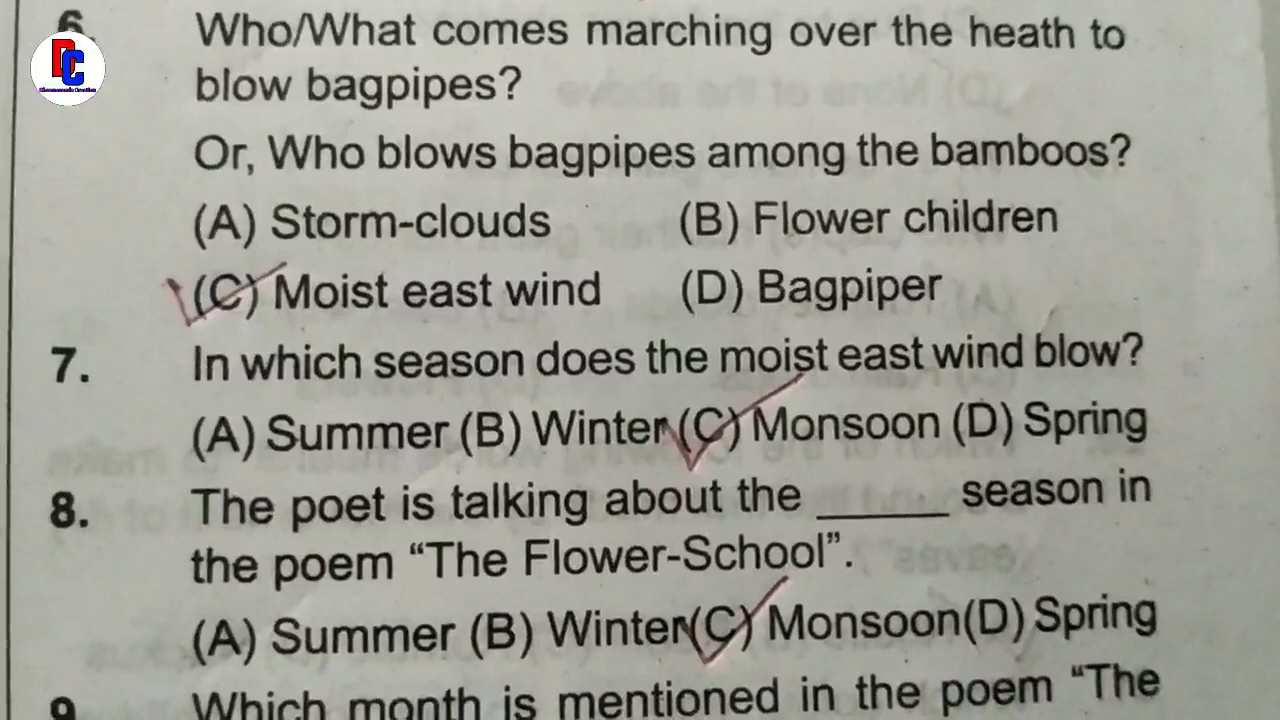 6.
DC
Who/What comes marching over the heath to
blow bagpipes?
Or, Who blows bagpipes among the bamboos?
(A) Storm-clouds (B) Flower children
(C) Moist east wind (D) Bagpiper
7. In which season does the moist east wind blow?
(A) Summer (B) Winter (C) Monsoon (D) Spring
8. The poet is talking about the ______ season in
the poem “The Flower-School”.
(A) Summer (B) Winter (C) Monsoon (D) Spring
9. Which month is mentioned in the poem “The